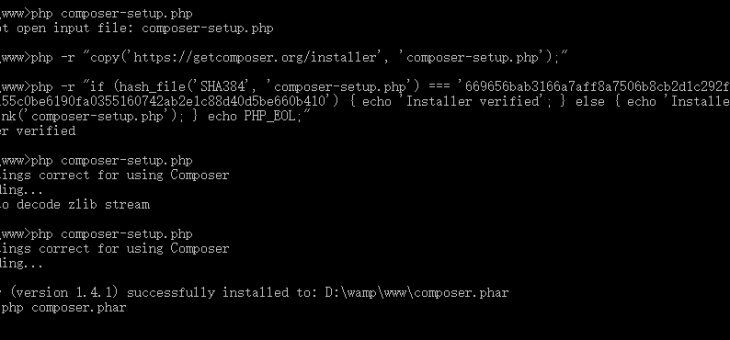 \www>php composer-setup.php
ot open input file: composer-setup.php
\www>php -r "copy('https://getcomposer.org/installer', 'composer-setup.php');"
\www>php -r "if (hash_file('SHA384', 'composer-setup.php') === '669656bab3166a7aff8a7506b8cb2d1c292f
55c0be6190fa0355160742ab2e1c88d40d5be660b410') { echo 'Installer verified'; } else { echo 'Installe
nk('composer-setup.php'); } echo PHP_EOL;"
er verified
\www>php composer-setup.php
ings correct for using Composer
ding...
to decode zlib stream
\www>php composer-setup.php
ings correct for using Composer
ding...
r (version 1.4.1) successfully installed to: D:\wamp\www\composer.phar
php composer.phar